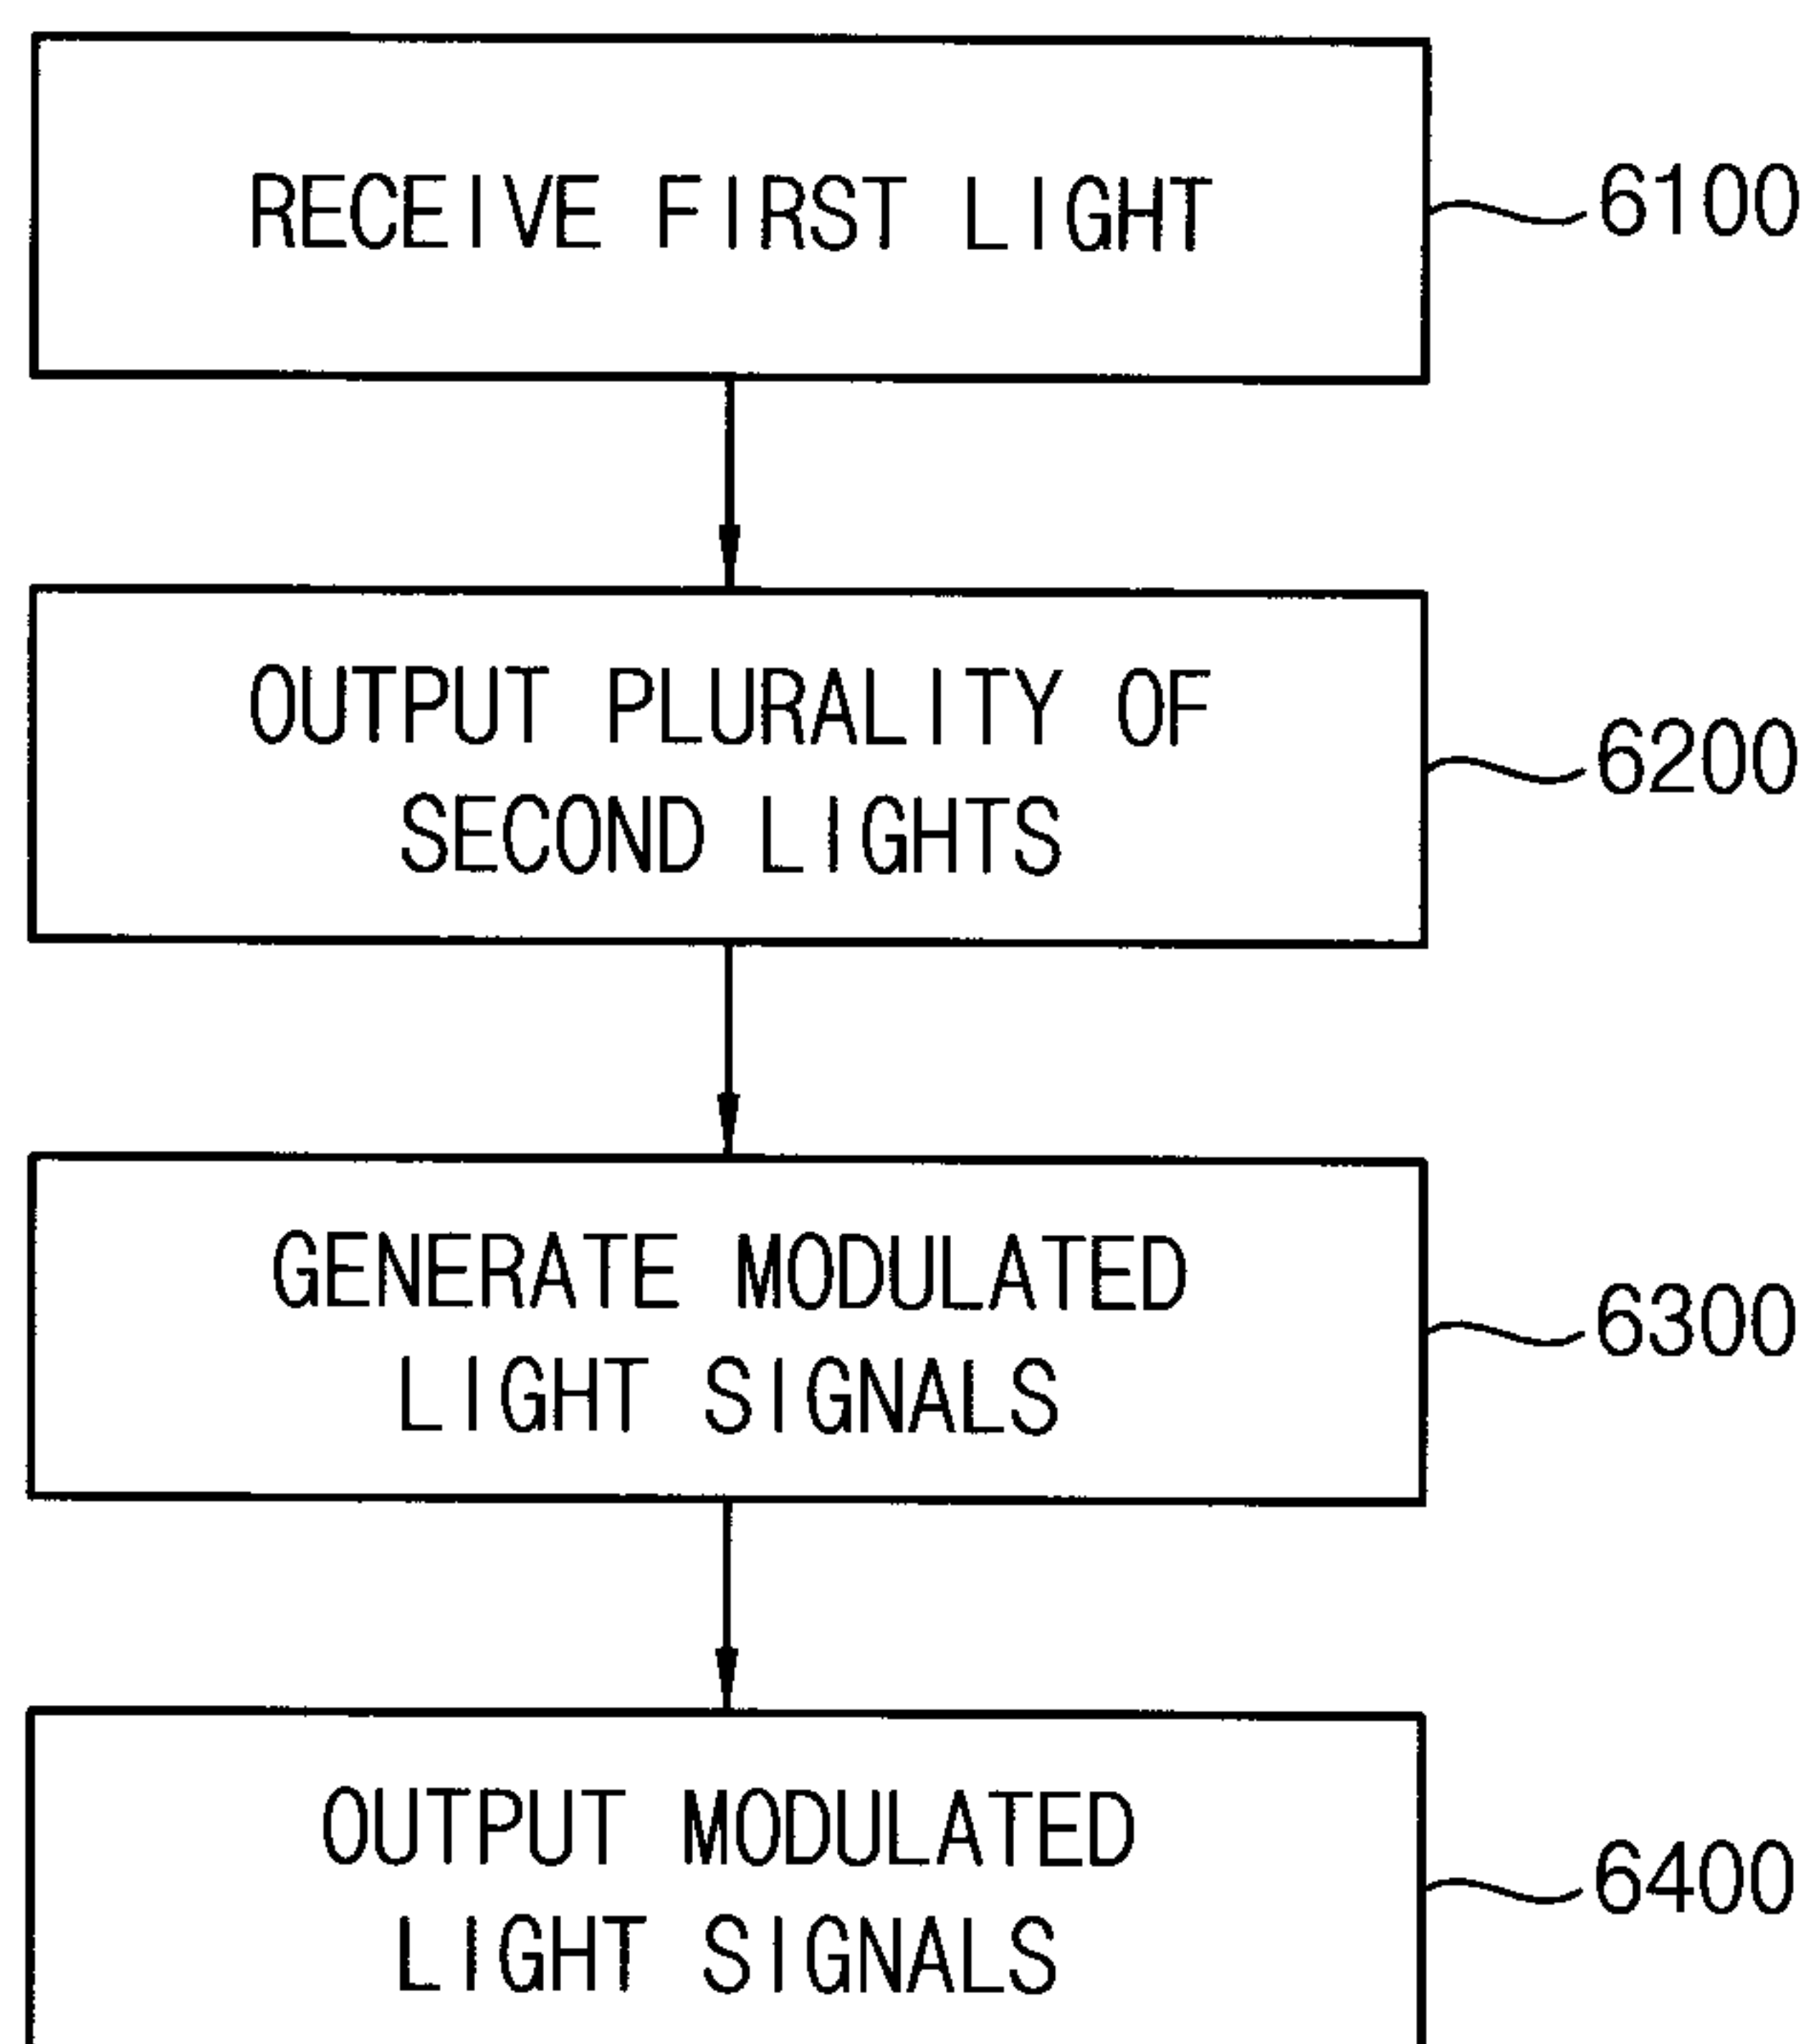 RECEIVE FIRST LIGHT
6100
OUTPUT PLURALITY OF
SECOND LIGHTS
6200
GENERATE MODULATED
LIGHT SIGNALS
6300
OUTPUT MODULATED
LIGHT SIGNALS
6400